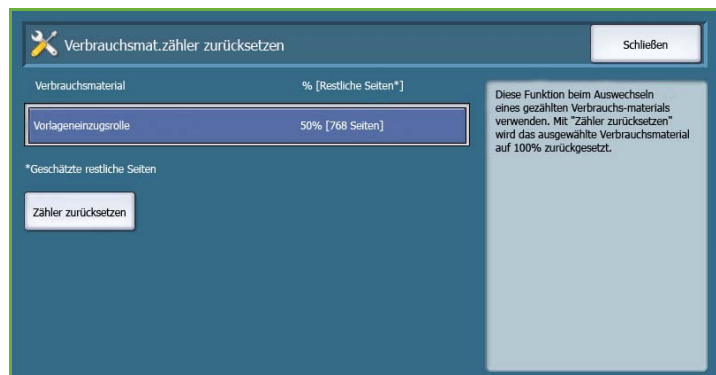 Verbrauchsmat.zähler zurücksetzen
Schließen
Verbrauchsmaterial
% [Restliche Seiten*]
Vorlageneinzugsrolle
50% [768 Seiten]
*Geschätzte restliche Seiten
Zähler zurücksetzen
Diese Funktion beim Auswechseln
eines gezählten Verbrauchs-materials
verwenden. Mit "Zähler zurücksetzen"
wird das ausgewählte Verbrauchsmaterial
auf 100% zurückgesetzt.